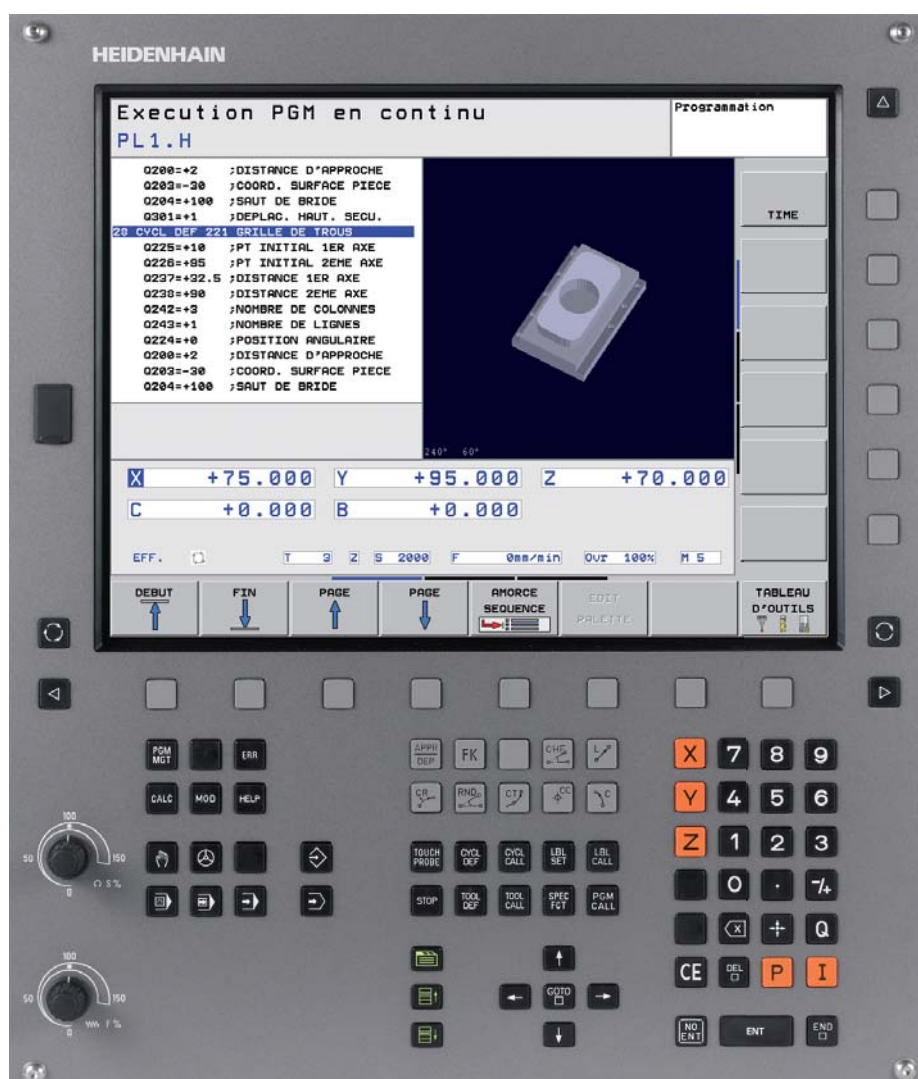 HEIDENHAIN
Execution PGM en continu
PL1.H
Programmation
Q200=+2 ;DISTANCE D'APPROCHE
Q203=-30 ;COORD. SURFACE PIECE
Q204=+100 ;SAUT DE BRIDE
Q301=+1 ;DEPLAC. HAUT. SECU.
20 CYCL DEF 221 GRILLE DE TROUS
Q225=+10 ;PT INITIAL 1ER AXE
Q226=+95 ;PT INITIAL 2EME AXE
Q237=+32.5 ;DISTANCE 1ER AXE
Q238=+90 ;DISTANCE 2EME AXE
Q242=+3 ;NOMBRE DE COLONNES
Q243=+1 ;NOMBRE DE LIGNES
Q224=+0 ;POSITION ANGULAIRE
Q200=+2 ;DISTANCE D'APPROCHE
Q203=-30 ;COORD. SURFACE PIECE
Q204=+100 ;SAUT DE BRIDE
TIME
240° 60°
X +75.000 Y +95.000 Z +70.000
C +0.000 B +0.000
EFF. T 3 Z S 2000 F 0mm/min Ovr 100% M 5
DEBUT FIN PAGE PAGE AMORCE SEQUENCE EDIT PALETTE TABLEAU D'OUTILS
PGM MGT ERR APPR DEP FK CHF L X 7 8 9
CALC MOD HELP CR RND CT CC C Y 4 5 6
100
50 150
0
S %
TOUCH PROBE CYCL DEF CYCL CALL LBL SET LBL CALL Z 1 2 3
STOP TOOL DEF TOOL CALL SPEC FCT PGM CALL 0 . -/+
X + Q
100
50 150
0
F %
GOTO
CE DEL P I
NO ENT ENT END